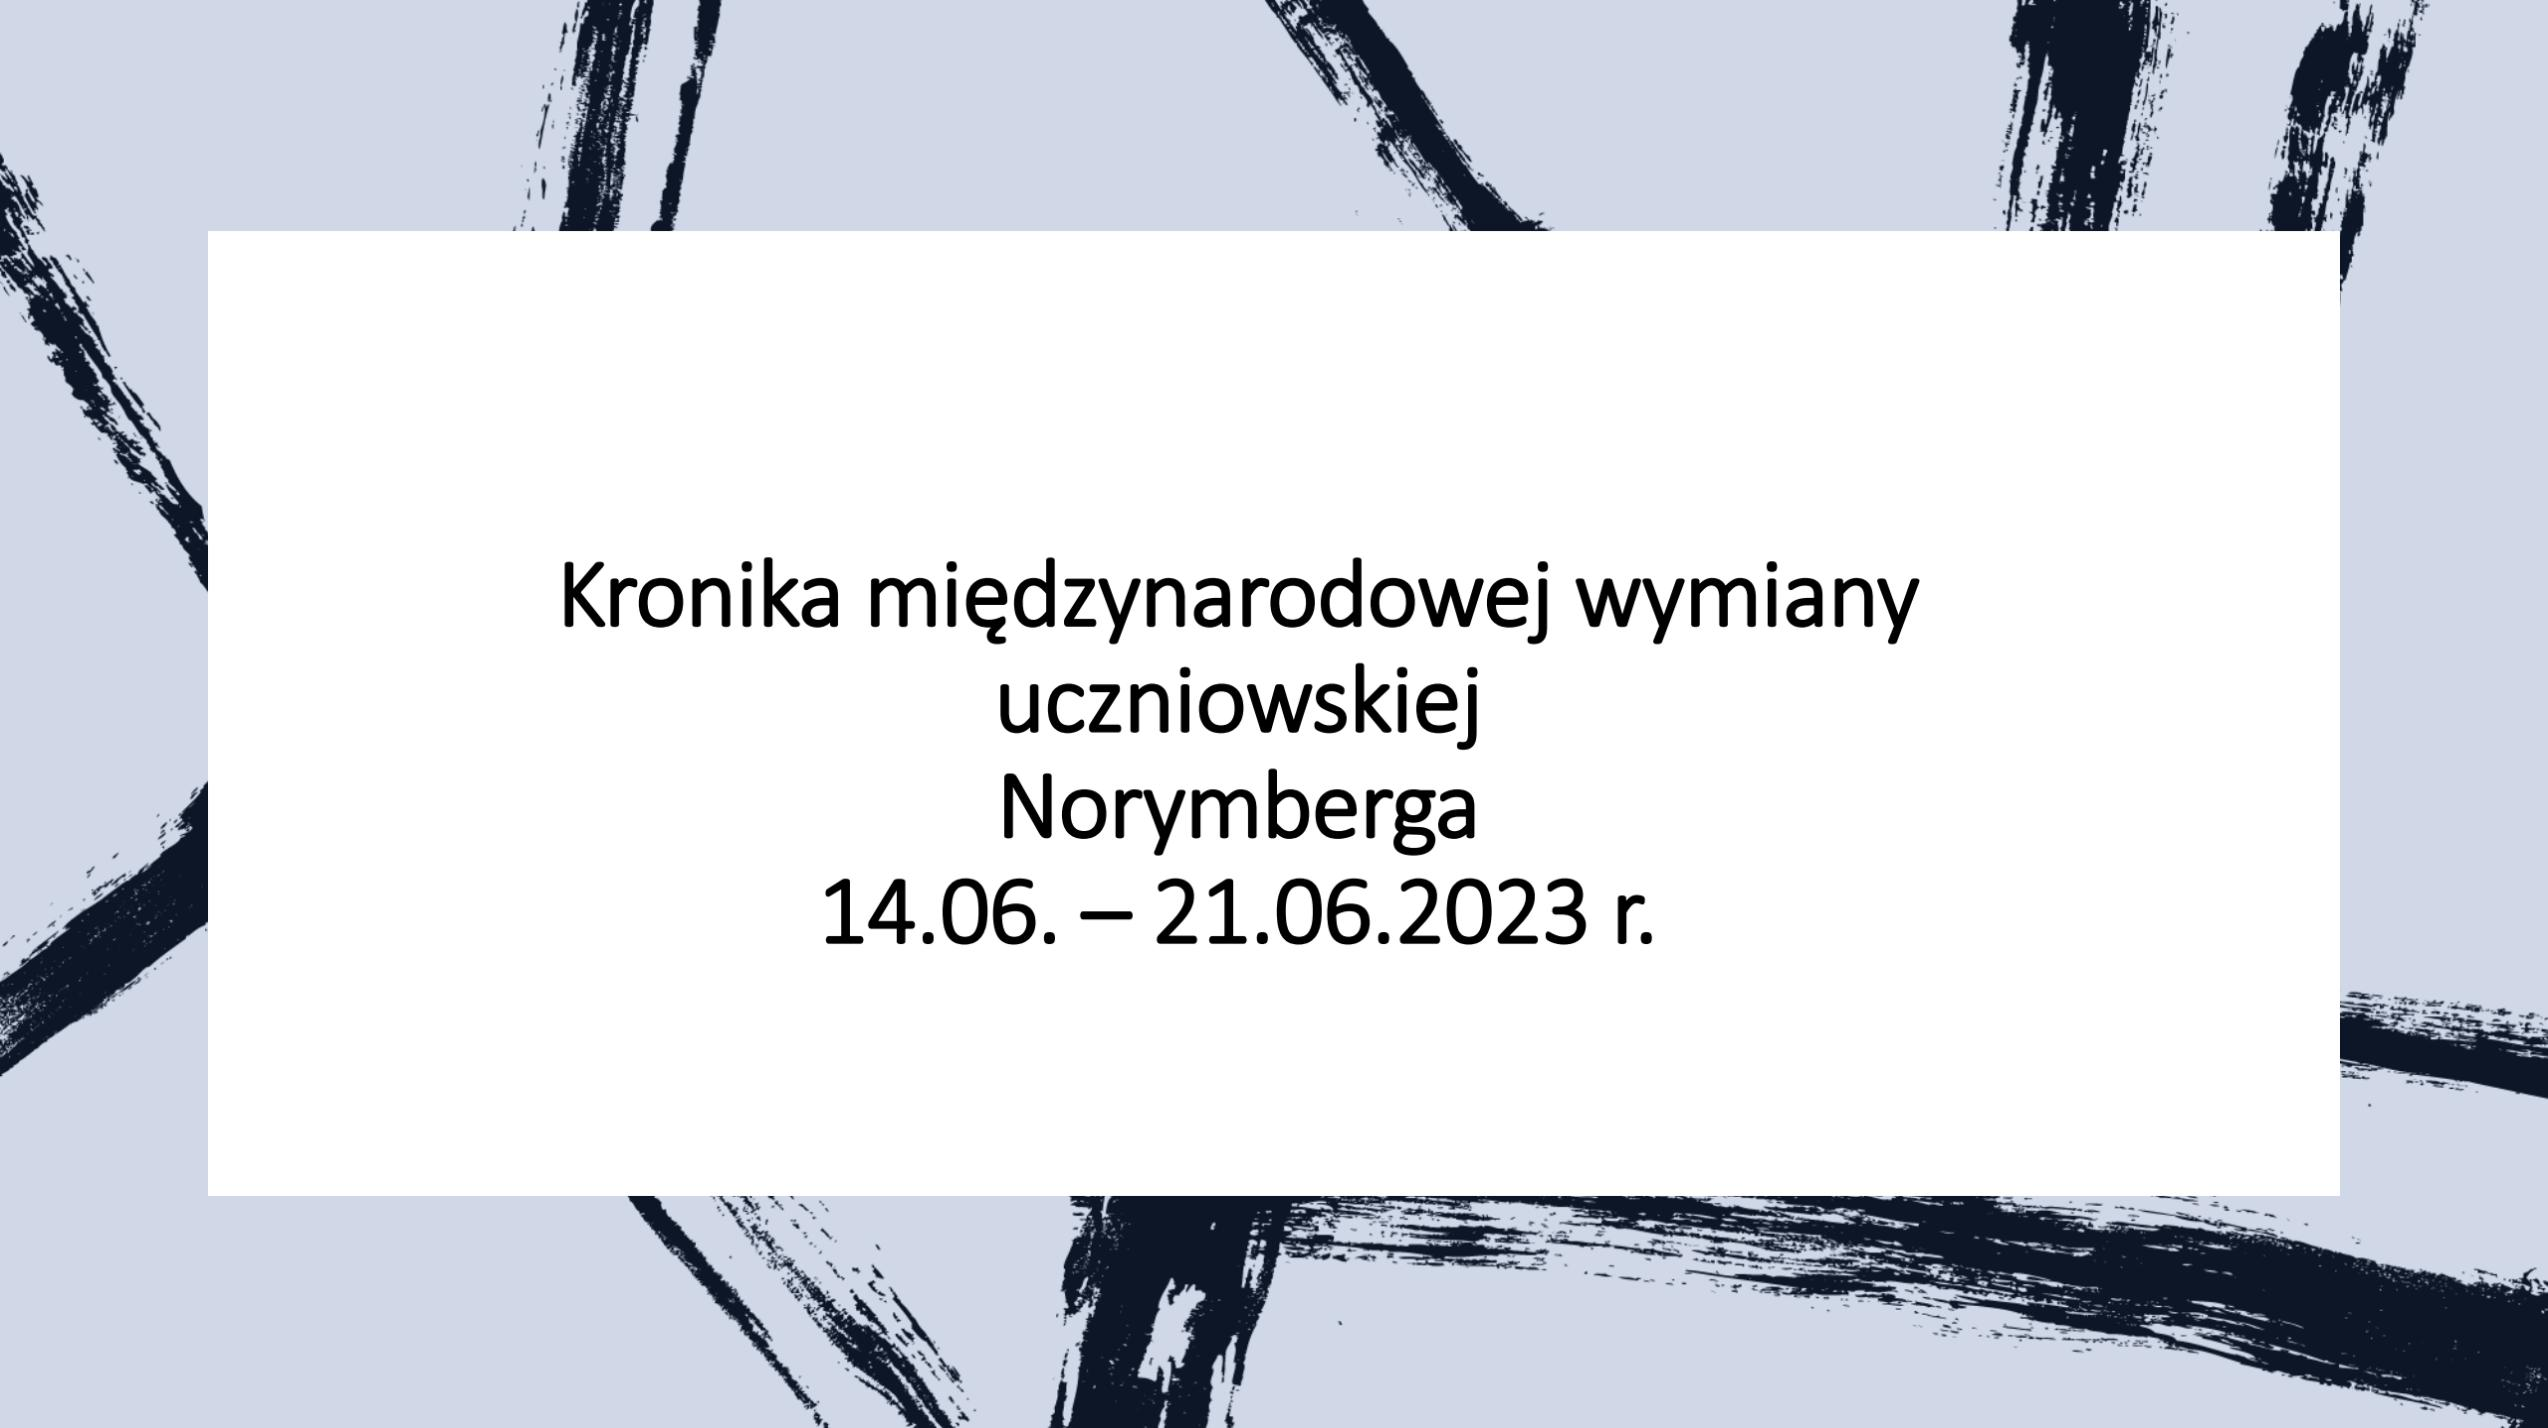 Kronika międzynarodowej wymiany
uczniowskiej
Norymberga
14.06. – 21.06.2023 r.